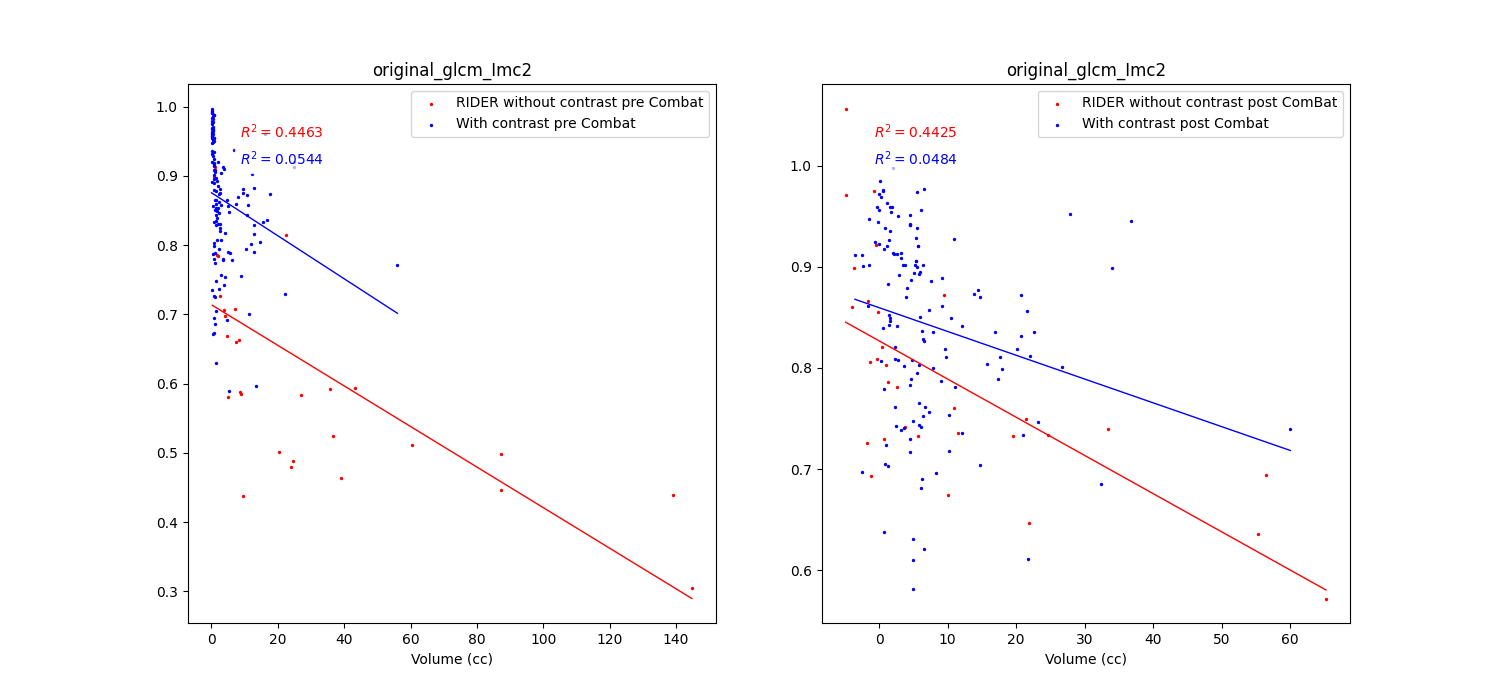 original_glcm_Imc2
RIDER without contrast pre Combat
With contrast pre Combat
R² = 0.4463
R² = 0.0544
1.0
0.9
0.8
0.7
0.6
0.5
0.4
0.3
0 20 40 60 80 100 120 140
Volume (cc)
original_glcm_Imc2
RIDER without contrast post ComBat
With contrast post Combat
R² = 0.4425
R² = 0.0484
1.0
0.9
0.8
0.7
0.6
0 10 20 30 40 50 60
Volume (cc)